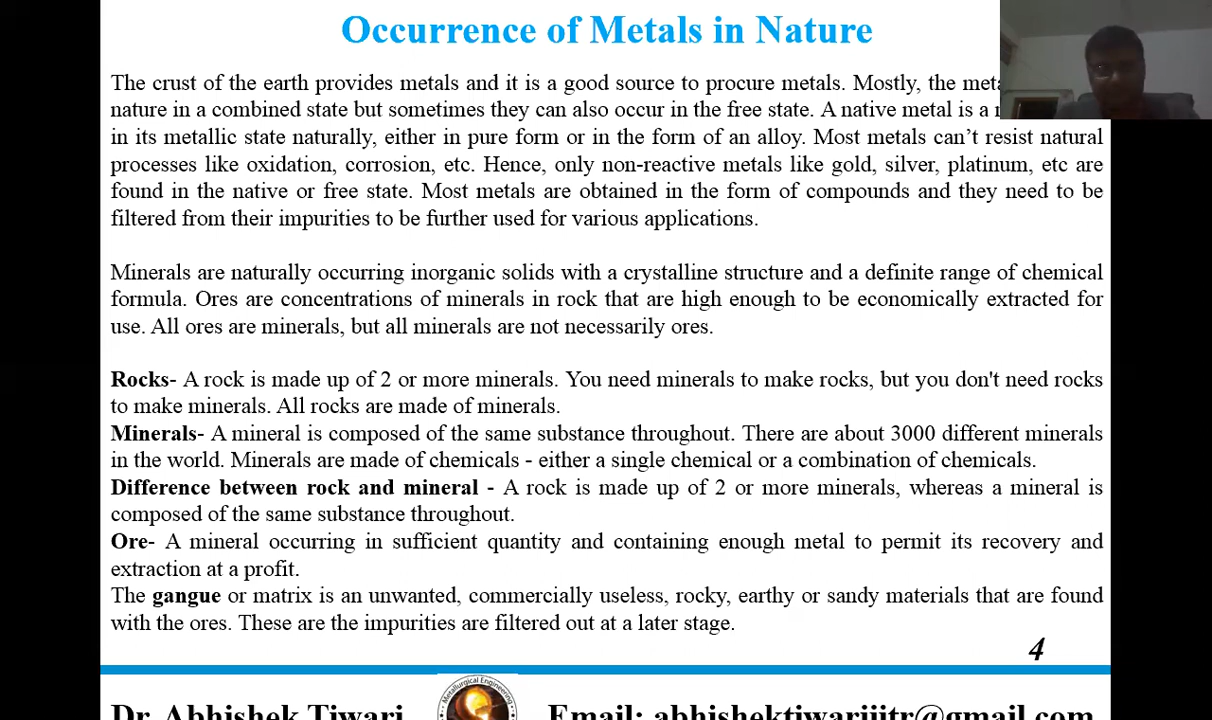 Occurrence of Metals in Nature
The crust of the earth provides metals and it is a good source to procure metals. Mostly, the
nature in a combined state but sometimes they can also occur in the free state. A native metal is a
in its metallic state naturally, either in pure form or in the form of an alloy. Most metals can't resist natural
processes like oxidation, corrosion, etc. Hence, only non-reactive metals like gold, silver, platinum, etc are
found in the native or free state. Most metals are obtained in the form of compounds and they need to be
filtered from their impurities to be further used for various applications.
Minerals are naturally occurring inorganic solids with a crystalline structure and a definite range of chemical
formula. Ores are concentrations of minerals in rock that are high enough to be economically extracted for
use. All ores are minerals, but all minerals are not necessarily ores.
Rocks- A rock is made up of 2 or more minerals. You need minerals to make rocks, but you don't need rocks
to make minerals. All rocks are made of minerals.
Minerals- A mineral is composed of the same substance throughout. There are about 3000 different minerals
in the world. Minerals are made of chemicals - either a single chemical or a combination of chemicals.
Difference between rock and mineral - A rock is made up of 2 or more minerals, whereas a mineral is
composed of the same substance throughout.
Ore- A mineral occurring in sufficient quantity and containing enough metal to permit its recovery and
extraction at a profit.
The gangue or matrix is an unwanted, commercially useless, rocky, earthy or sandy materials that are found
with the ores. These are the impurities are filtered out at a later stage.
4
Metallurgical Engineering
Dr. Abhishek Tiwari
Email: abhishektiwariiitr@gmail.com